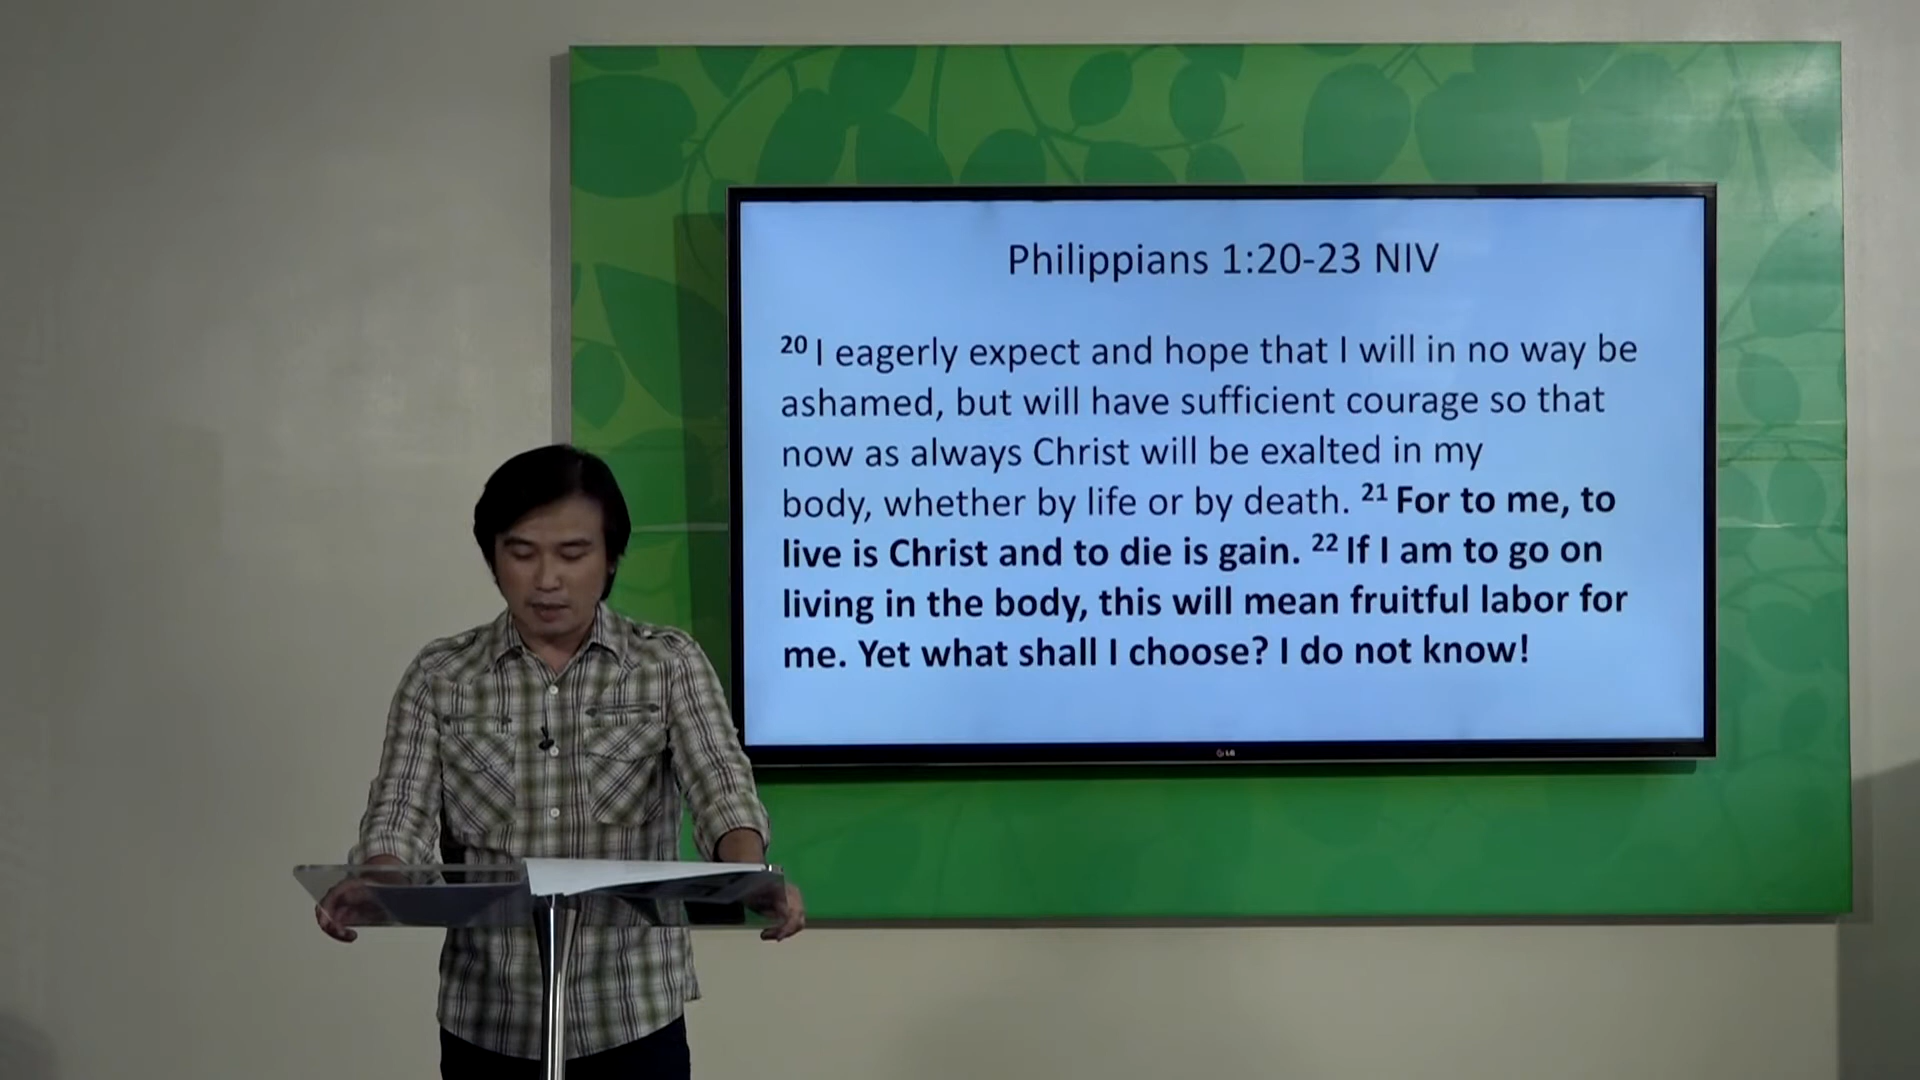 Philippians 1:20-23 NIV
20 I eagerly expect and hope that I will in no way be
ashamed, but will have sufficient courage so that
now as always Christ will be exalted in my
body, whether by life or by death. 21 For to me, to
live is Christ and to die is gain. 22 If I am to go on
living in the body, this will mean fruitful labor for
me. Yet what shall I choose? I do not know!
LG